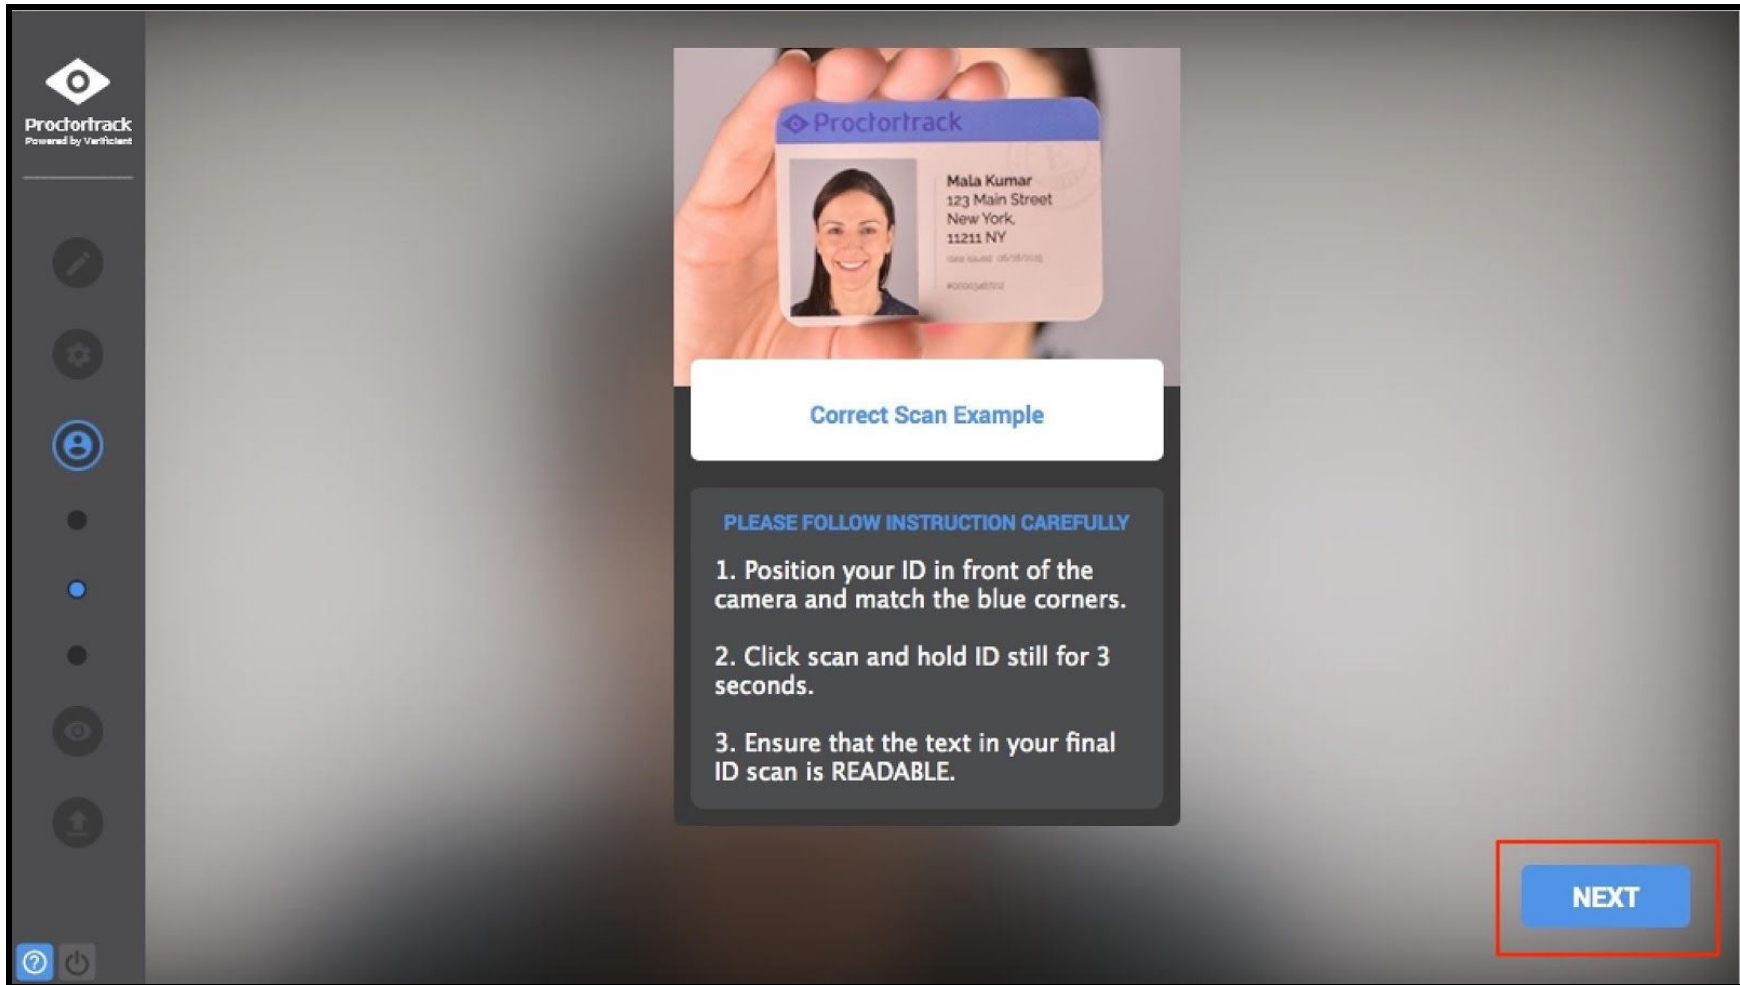 Proctortrack
Powered by Verificient
Proctortrack
Mala Kumar
123 Main Street
New York,
11211 NY
Correct Scan Example
PLEASE FOLLOW INSTRUCTION CAREFULLY
1. Position your ID in front of the
camera and match the blue corners.
2. Click scan and hold ID still for 3
seconds.
3. Ensure that the text in your final
ID scan is READABLE.
NEXT